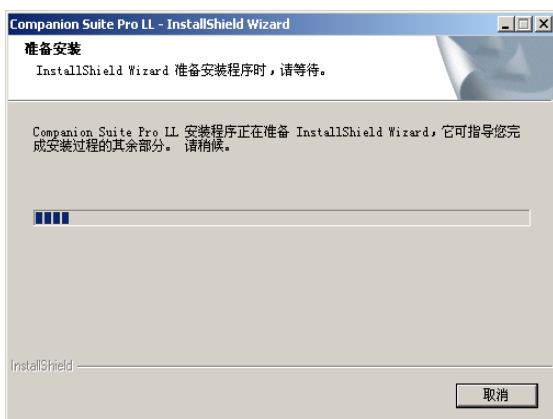 Companion Suite Pro LL - InstallShield Wizard
准备安装
InstallShield Wizard 准备安装程序时，请等待。
Companion Suite Pro LL 安装程序正在准备 InstallShield Wizard，它可指导您完
成安装过程的其余部分。 请稍候。
InstallShield
取消